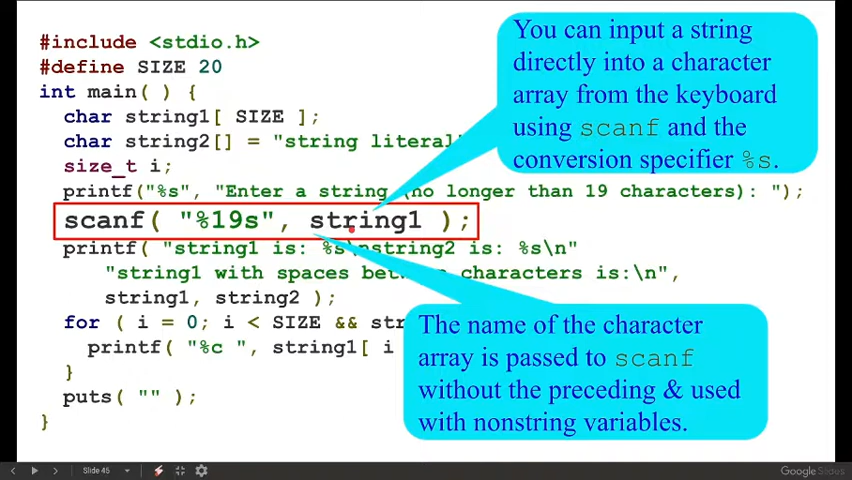 #include <stdio.h>
#define SIZE 20
int main( ) {
char string1[ SIZE ];
char string2[] = "string literal"
size_t i;
printf("%s", "Enter a string (no longer than 19 characters): ");
scanf( "%19s", string1 );
printf( "string1 is: %s\nstring2 is: %s\n"
"string1 with spaces between characters is:\n",
string1, string2 );
for ( i = 0; i < SIZE && str
printf( "%c ", string1[ i
}
puts( "" );
}
You can input a string
directly into a character
array from the keyboard
using scanf and the
conversion specifier %s.
The name of the character
array is passed to scanf
without the preceding & used
with nonstring variables.
Slide 45
Google Slides